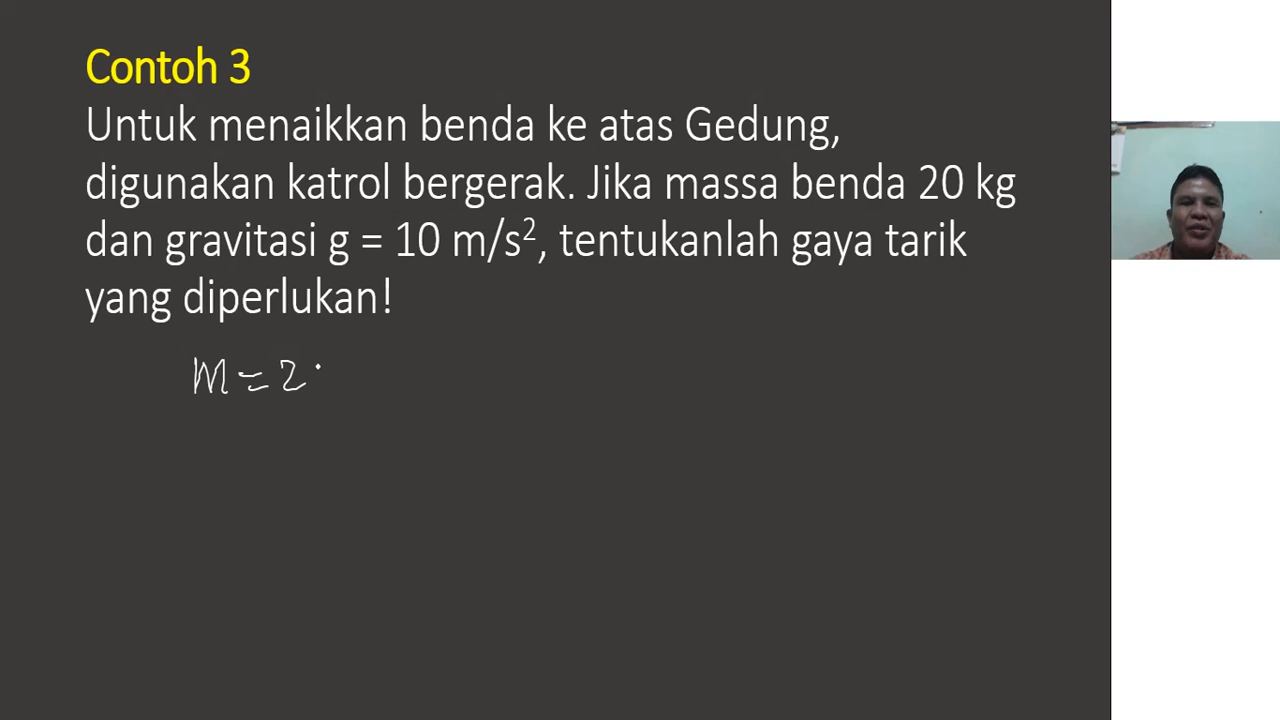 Contoh 3
Untuk menaikkan benda ke atas Gedung,
digunakan katrol bergerak. Jika massa benda 20 kg
dan gravitasi g = 10 m/s², tentukanlah gaya tarik
yang diperlukan!
m = 2